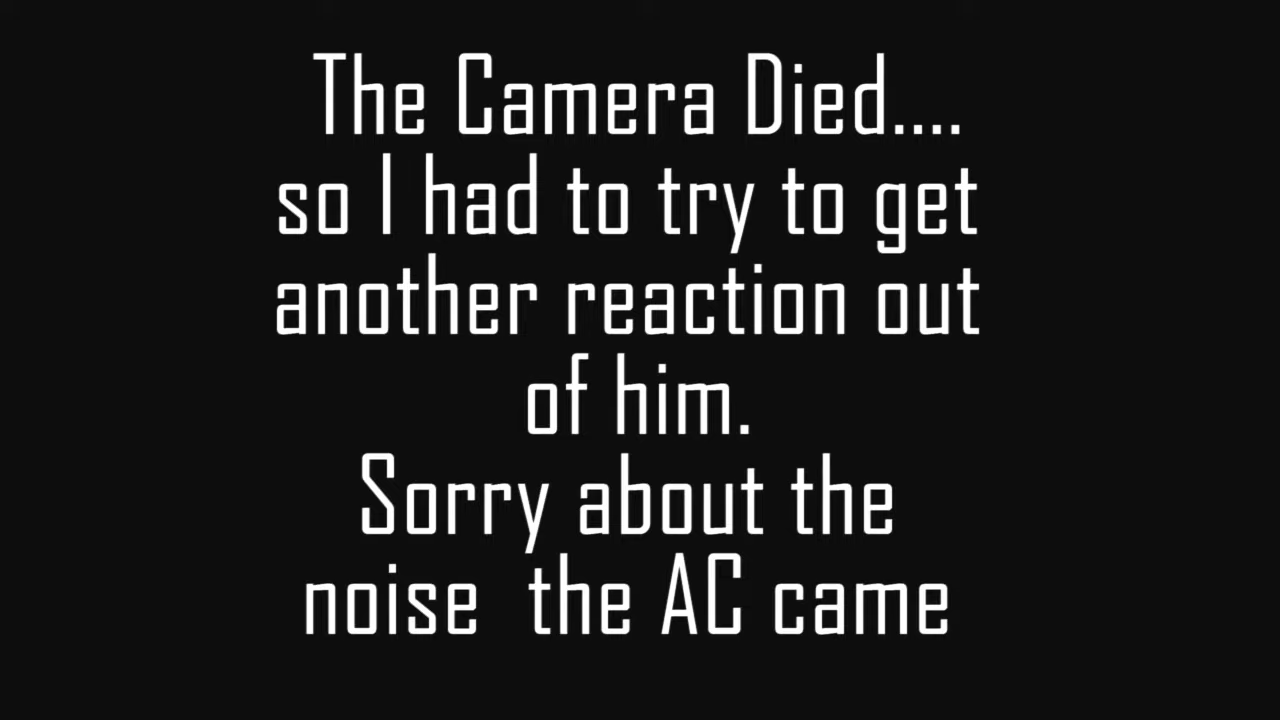 The Camera Died....
so I had to try to get
another reaction out
of him.
Sorry about the
noise  the AC came